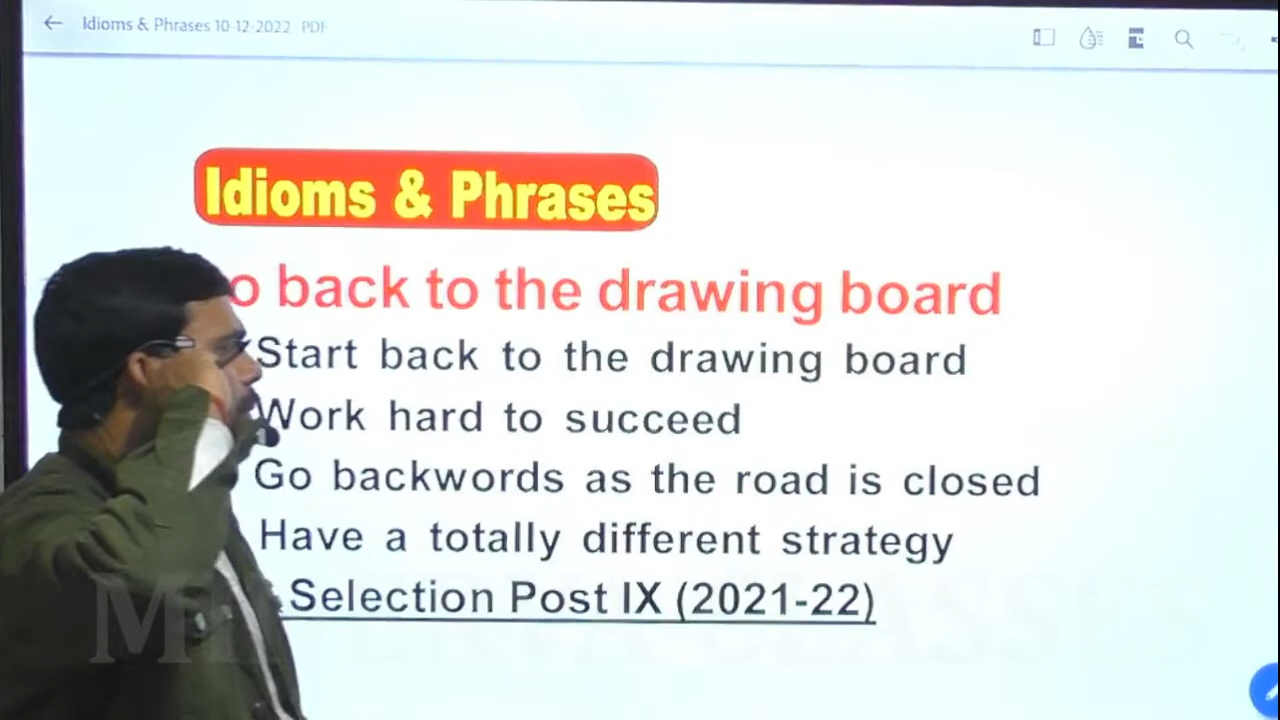 Idioms & Phrases 10-12-2022 PDF
Idioms & Phrases
back to the drawing board
Start back to the drawing board
Work hard to succeed
Go backwords as the road is closed
Have a totally different strategy
Selection Post IX (2021-22)
CLASSES